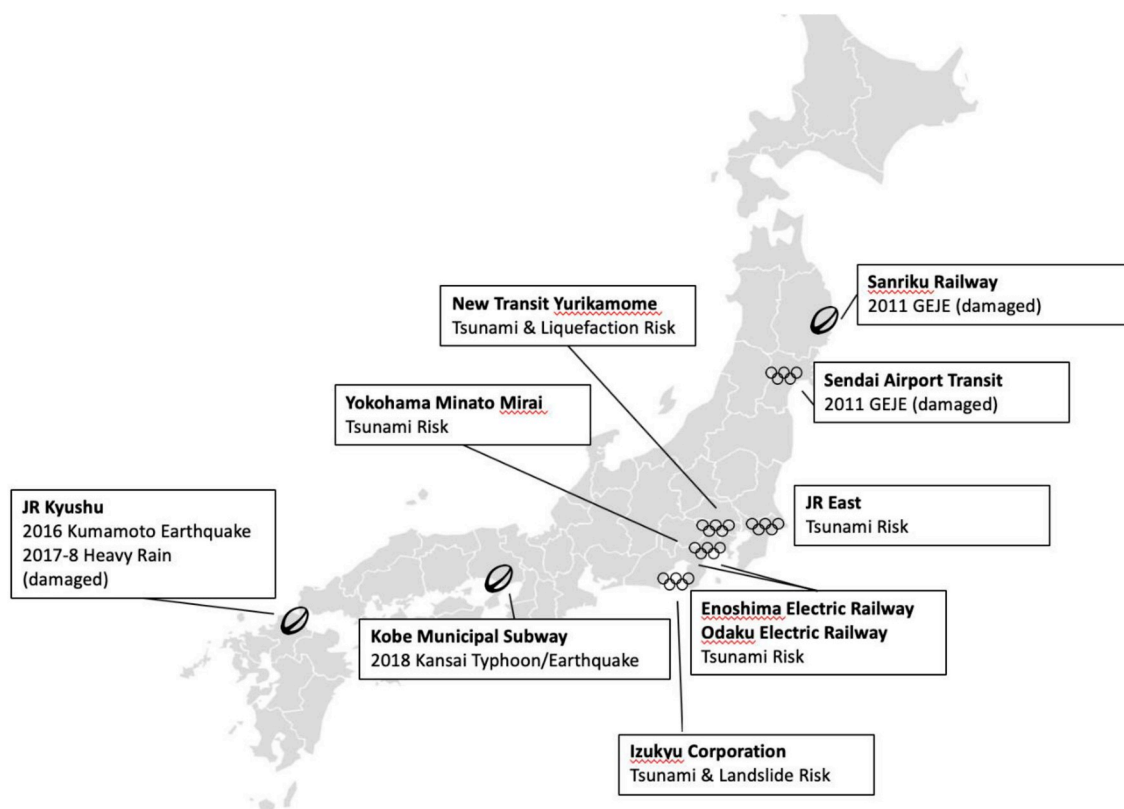 Sanriku Railway
2011 GEJE (damaged)
New Transit Yurikamome
Tsunami & Liquefaction Risk
Sendai Airport Transit
2011 GEJE (damaged)
Yokohama Minato Mirai
Tsunami Risk
JR East
Tsunami Risk
JR Kyushu
2016 Kumamoto Earthquake
2017-8 Heavy Rain
(damaged)
Enoshima Electric Railway
Odaku Electric Railway
Tsunami Risk
Kobe Municipal Subway
2018 Kansai Typhoon/Earthquake
Izukyu Corporation
Tsunami & Landslide Risk